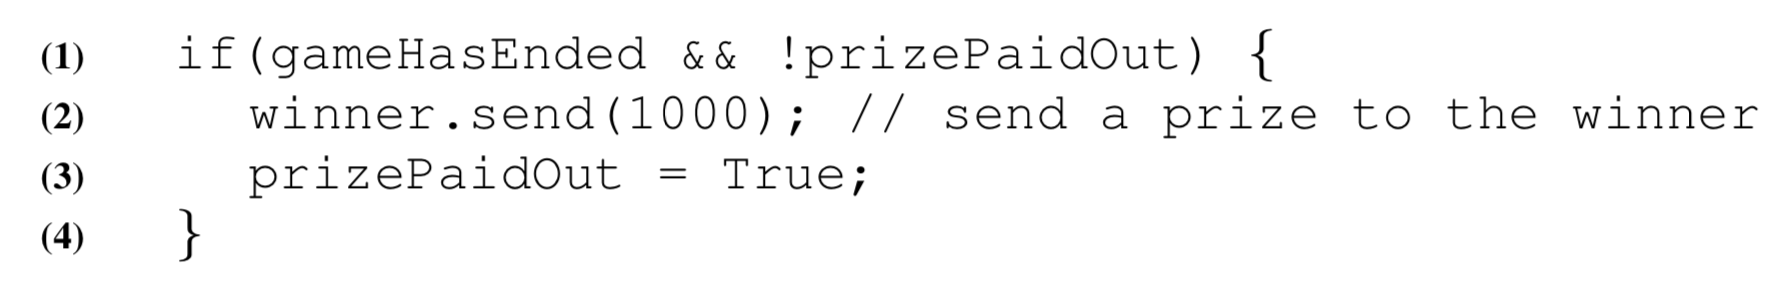 (1) if(gameHasEnded && !prizePaidOut) {
(2) winner.send(1000); // send a prize to the winner
(3) prizePaidOut = True;
(4) }